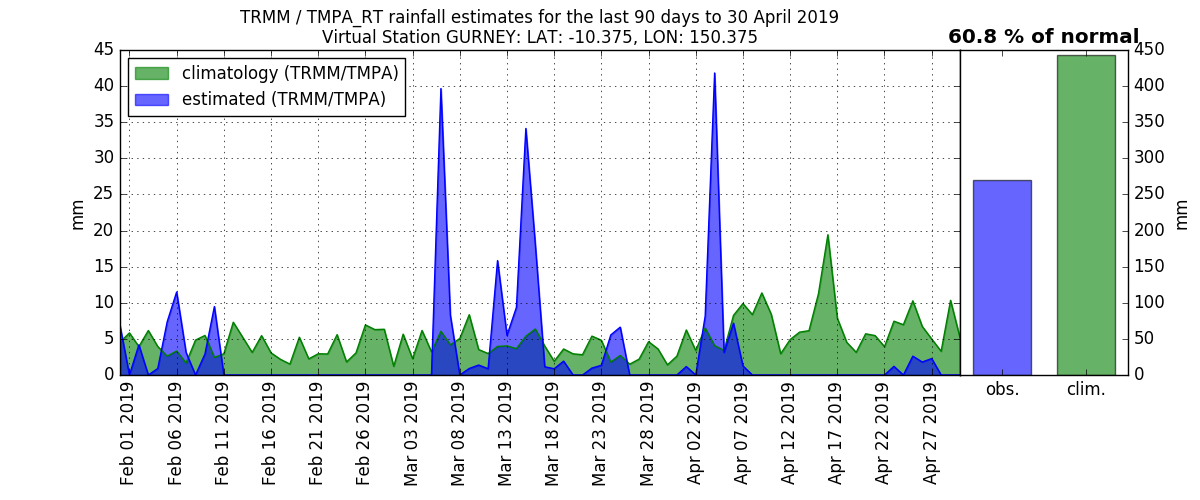 TRMM / TMPA_RT rainfall estimates for the last 90 days to 30 April 2019
Virtual Station GURNEY: LAT: -10.375, LON: 150.375
60.8 % of normal
climatology (TRMM/TMPA)
estimated (TRMM/TMPA)
mm
45
40
35
30
25
20
15
10
5
0
Feb 01 2019
Feb 06 2019
Feb 11 2019
Feb 16 2019
Feb 21 2019
Feb 26 2019
Mar 03 2019
Mar 08 2019
Mar 13 2019
Mar 18 2019
Mar 23 2019
Mar 28 2019
Apr 02 2019
Apr 07 2019
Apr 12 2019
Apr 17 2019
Apr 22 2019
Apr 27 2019
obs.
clim.
450
400
350
300
250
200
150
100
50
0
mm